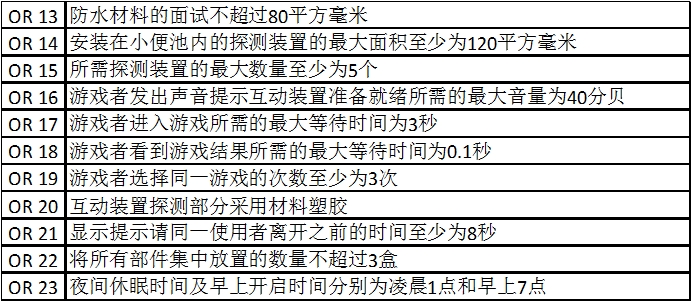 OR 13 防水材料的面试不超过80平方毫米
OR 14 安装在小便池内的探测装置的最大面积至少为120平方毫米
OR 15 所需探测装置的最大数量至少为5个
OR 16 游戏者发出声音提示互动装置准备就绪所需的最大音量为40分贝
OR 17 游戏者进入游戏所需的最大等待时间为3秒
OR 18 游戏者看到游戏结果所需的最大等待时间为0.1秒
OR 19 游戏者选择同一游戏的次数至少为3次
OR 20 互动装置探测部分采用材料塑胶
OR 21 显示提示请同一使用者离开之前的时间至少为8秒
OR 22 将所有部件集中放置的数量不超过3盒
OR 23 夜间休眠时间及早上开启时间分别为凌晨1点和早上7点